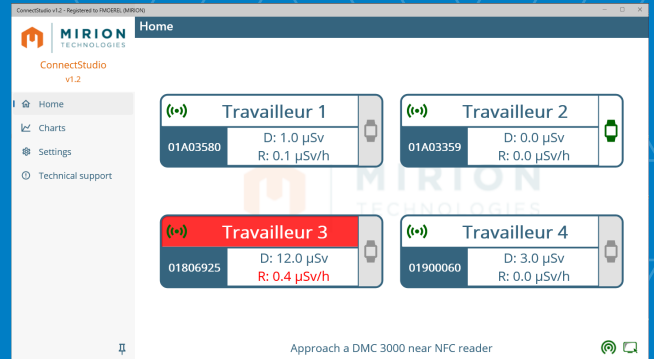 ConnectStudio v1.2 - Registered to FMOEREL (MIRION)
MIRION
TECHNOLOGIES
ConnectStudio
v1.2
Home
Charts
Settings
Technical support
Home
Travailleur 1
01A03580
D: 1.0 µSv
R: 0.1 µSv/h
Travailleur 2
01A03359
D: 0.0 µSv
R: 0.0 µSv/h
MIRION
TECHNOLOGIES
Travailleur 3
01806925
D: 12.0 µSv
R: 0.4 µSv/h
Travailleur 4
01900060
D: 3.0 µSv
R: 0.0 µSv/h
Approach a DMC 3000 near NFC reader